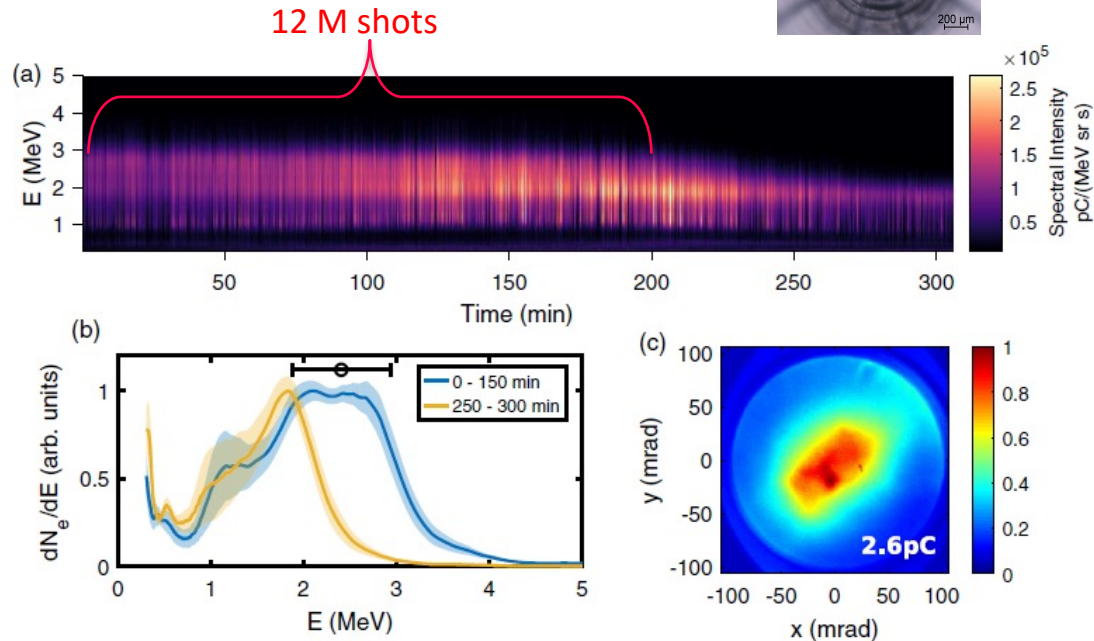 12 M shots
200 µm
(a)
5
4
3
2
1
E (MeV)
50
100
150
200
250
300
Time (min)
×10⁵
2.5
2
1.5
1
0.5
Spectral Intensity
pC/(MeV sr s)
(b)
1
0.5
0
dNₑ/dE (arb. units)
0 - 150 min
250 - 300 min
0
1
2
3
4
5
E (MeV)
(c)
100
50
0
-50
-100
y (mrad)
2.6pC
-100
-50
0
50
100
x (mrad)
1
0.8
0.6
0.4
0.2
0